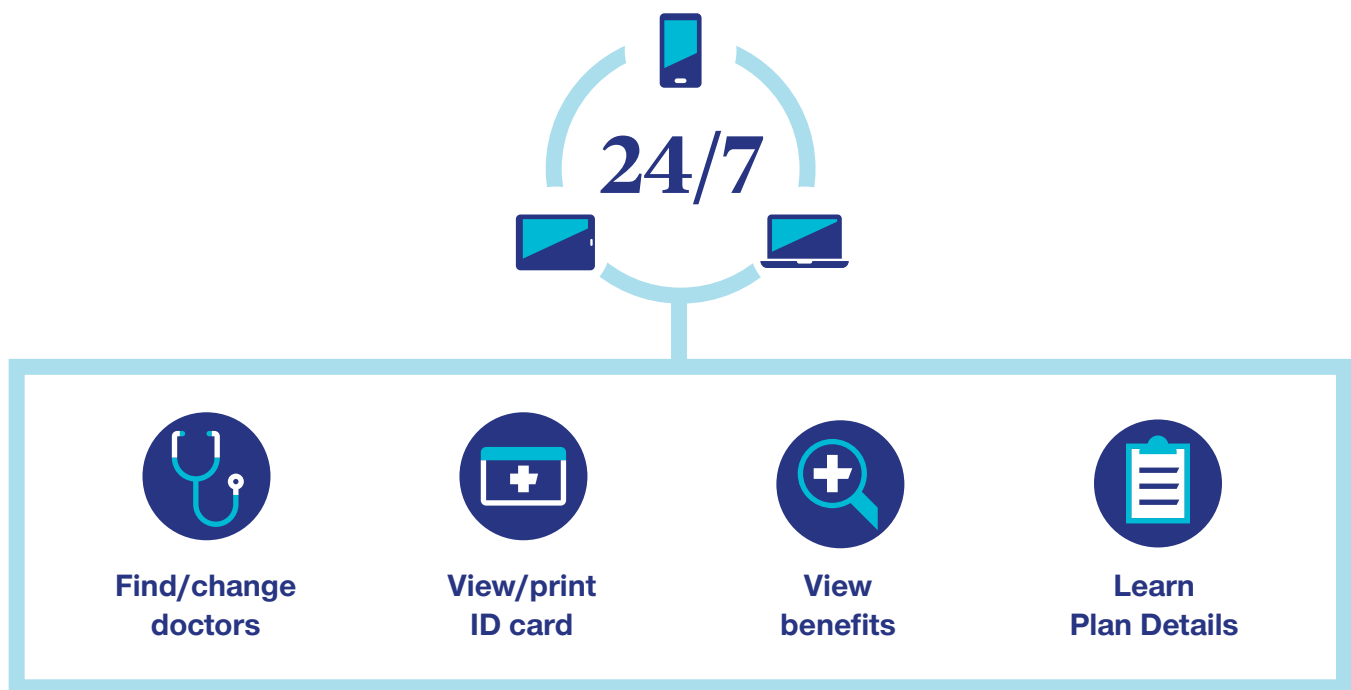 24/7
Find/change
doctors
View/print
ID card
View
benefits
Learn
Plan Details